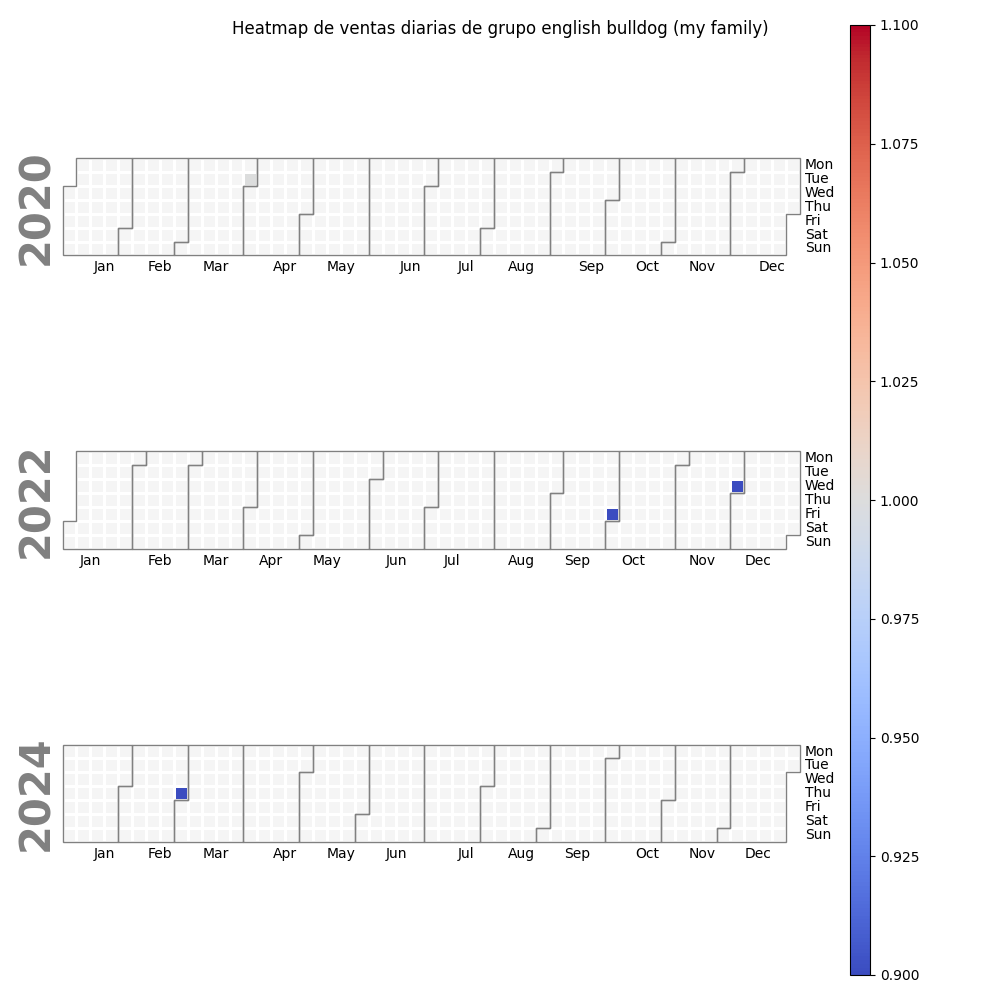 Heatmap de ventas diarias de grupo english bulldog (my family)
2020
Mon
Tue
Wed
Thu
Fri
Sat
Sun
Jan Feb Mar Apr May Jun Jul Aug Sep Oct Nov Dec
2022
Mon
Tue
Wed
Thu
Fri
Sat
Sun
Jan Feb Mar Apr May Jun Jul Aug Sep Oct Nov Dec
2024
Mon
Tue
Wed
Thu
Fri
Sat
Sun
Jan Feb Mar Apr May Jun Jul Aug Sep Oct Nov Dec
1.100
1.075
1.050
1.025
1.000
0.975
0.950
0.925
0.900